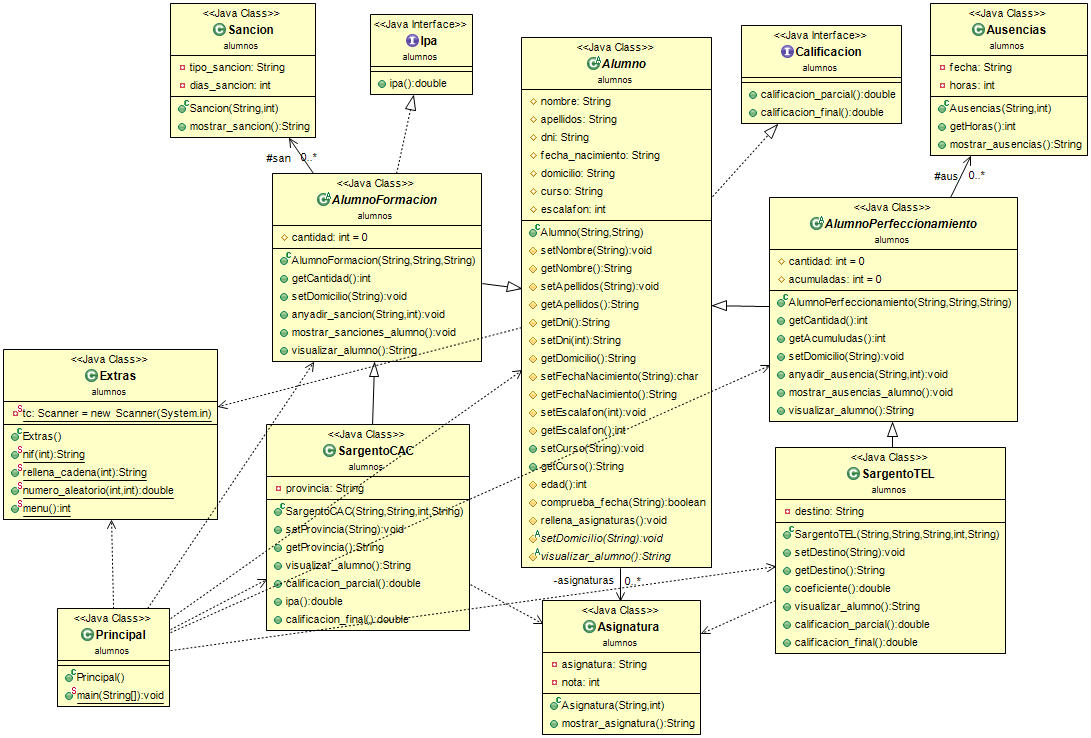 <<Java Class>>
Sancion
alumnos
tipo_sancion: String
dias_sancion: int
Sancion(String,int)
mostrar_sancion():String
<<Java Interface>>
Ipa
alumnos
ipa():double
<<Java Class>>
Alumno
alumnos
nombre: String
apellidos: String
dni: String
fecha_nacimiento: String
domicilio: String
curso: String
escalafon: int
Alumno(String,String)
setNombre(String):void
getNombre():String
setApellidos(String):void
getApellidos():String
getDni():String
setDni(int):String
getDomicilio():String
setFechaNacimiento(String):char
getFechaNacimiento():String
setEscalafon(int):void
getEscalafon():int
setCurso(String):void
getCurso():String
edad():int
comprueba_fecha(String):boolean
rellena_asignaturas():void
setDomicilio(String):void
visualizar_alumno():String
<<Java Interface>>
Calificacion
alumnos
calificacion_parcial():double
calificacion_final():double
<<Java Class>>
Ausencias
alumnos
fecha: String
horas: int
Ausencias(String,int)
getHoras():int
mostrar_ausencias():String
#san 0..*
#aus 0..*
<<Java Class>>
AlumnoFormacion
alumnos
cantidad: int = 0
AlumnoFormacion(String,String,String)
getCantidad():int
setDomicilio(String):void
anyadir_sancion(String,int):void
mostrar_sanciones_alumno():void
visualizar_alumno():String
<<Java Class>>
AlumnoPerfeccionamiento
alumnos
cantidad: int = 0
acumuladas: int = 0
AlumnoPerfeccionamiento(String,String,String)
getCantidad():int
getAcumuludas():int
setDomicilio(String):void
anyadir_ausencia(String,int):void
mostrar_ausencias_alumno():void
visualizar_alumno():String
<<Java Class>>
Extras
alumnos
tc: Scanner = new Scanner(System.in)
Extras()
nif(int):String
rellena_cadena(int):String
numero_aleatorio(int,int):double
menu():int
<<Java Class>>
SargentoCAC
alumnos
provincia: String
SargentoCAC(String,String,int,String)
setProvincia(String):void
getProvincia():String
visualizar_alumno():String
calificacion_parcial():double
ipa():double
calificacion_final():double
<<Java Class>>
SargentoTEL
alumnos
destino: String
SargentoTEL(String,String,String,int,String)
setDestino(String):void
getDestino():String
coeficiente():double
visualizar_alumno():String
calificacion_parcial():double
calificacion_final():double
-asignaturas 0..*
<<Java Class>>
Principal
alumnos
Principal()
main(String[]):void
<<Java Class>>
Asignatura
alumnos
asignatura: String
nota: int
Asignatura(String,int)
mostrar_asignatura():String